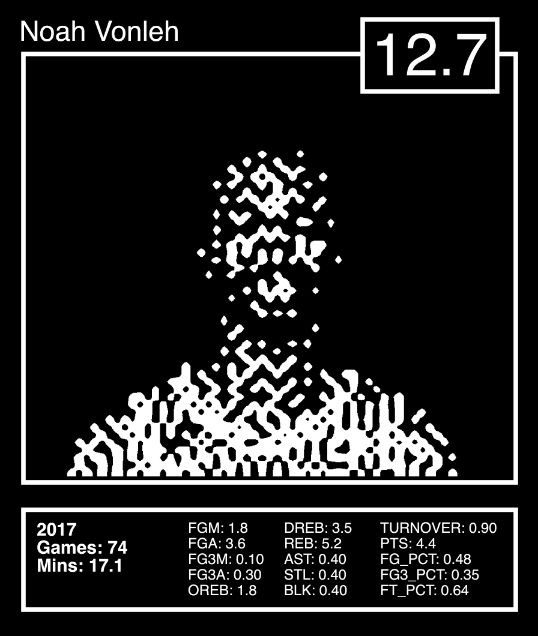 Noah Vonleh
12.7
2017
Games: 74
Mins: 17.1
FGM: 1.8
FGA: 3.6
FG3M: 0.10
FG3A: 0.30
OREB: 1.8
DREB: 3.5
REB: 5.2
AST: 0.40
STL: 0.40
BLK: 0.40
TURNOVER: 0.90
PTS: 4.4
FG_PCT: 0.48
FG3_PCT: 0.35
FT_PCT: 0.64